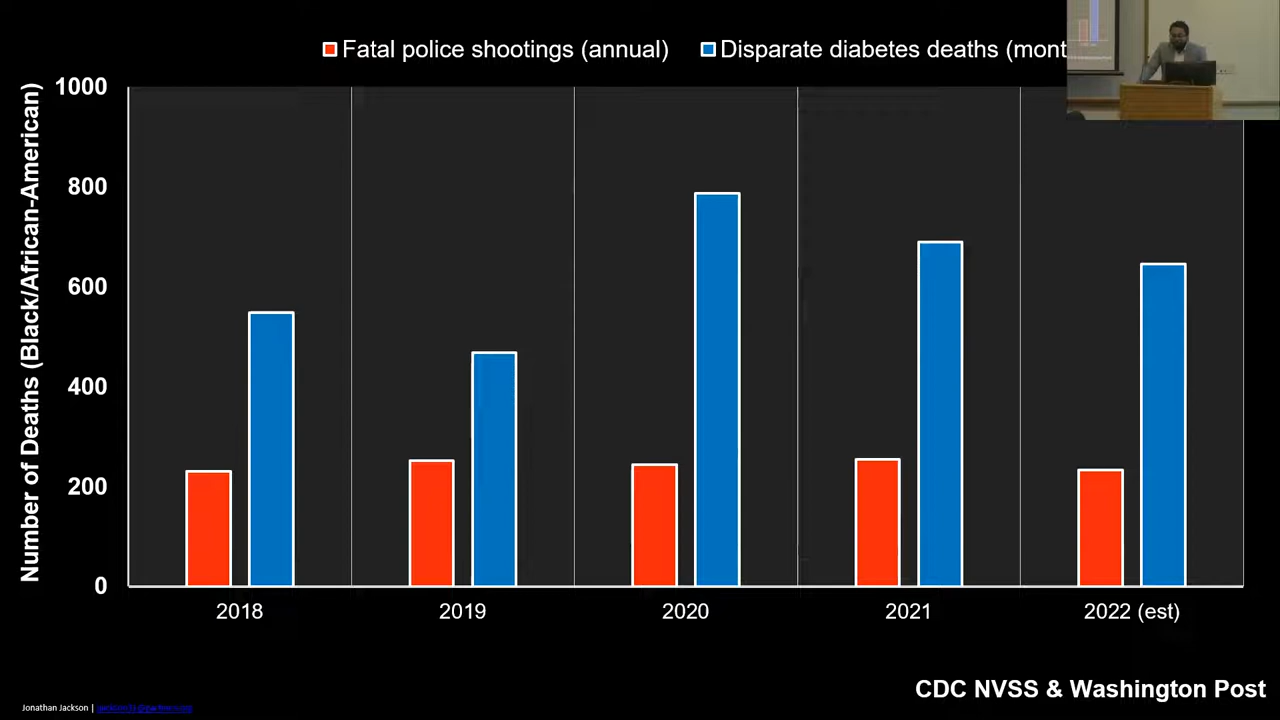 Fatal police shootings (annual) Disparate diabetes deaths (mont
Number of Deaths (Black/African-American)
1000
800
600
400
200
0
2018 2019 2020 2021 2022 (est)
CDC NVSS & Washington Post
Jonathan Jackson |